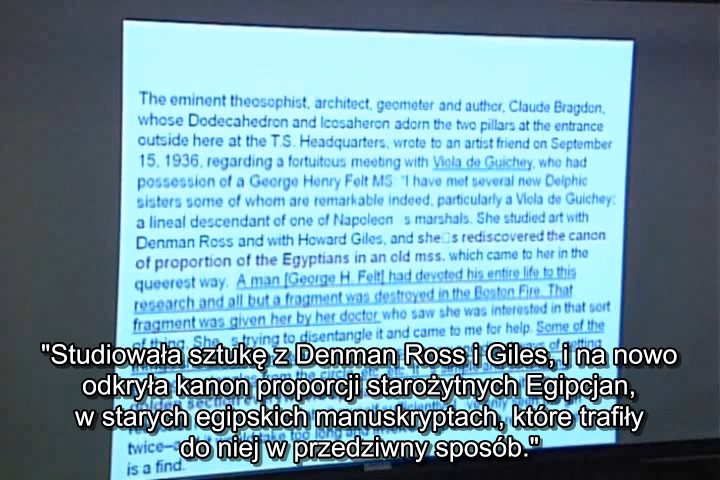 The eminent theosophist, architect, geometer and author, Claude Bragdon,
whose Dodecahedron and Icosaheron adorn the two pillars at the entrance
outside here at the T.S. Headquarters, wrote to an artist friend on September
15, 1936, regarding a fortuitous meeting with Viola de Guichey, who had
possession of a George Henry Felt MS: "I have met several new Delphic
sisters some of whom are remarkable indeed, particularly a Viola de Guichey;
a lineal descendant of one of Napoleon s marshals. She studied art with
Denman Ross and with Howard Giles, and she□s rediscovered the canon
of proportion of the Egyptians in an old mss. which came to her in the
queerest way. A man [George H. Felt] had devoted his entire life to this
research and all but a fragment was destroyed in the Boston Fire. That
fragment was given her by her doctor who saw she was interested in that sort
of thing. She trying to disentangle it and came to me for help. Some of the
"Studiowała sztukę z Denman Ross i Giles, i na nowo
odkryła kanon proporcji starożytnych Egipcjan,
w starych egipskich manuskryptach, które trafiły
do niej w przedziwny sposób."
twice
is a find.